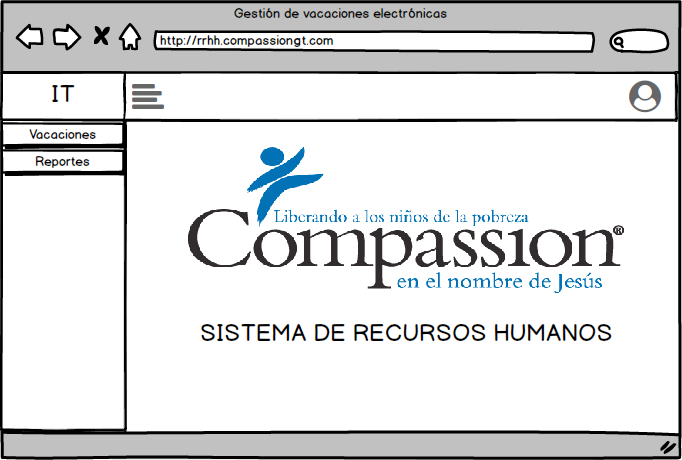 Gestión de vacaciones electrónicas
http://rrhh.compassiongt.com
IT
Vacaciones
Reportes
Liberando a los niños de la pobreza
Compassion®
en el nombre de Jesús
SISTEMA DE RECURSOS HUMANOS